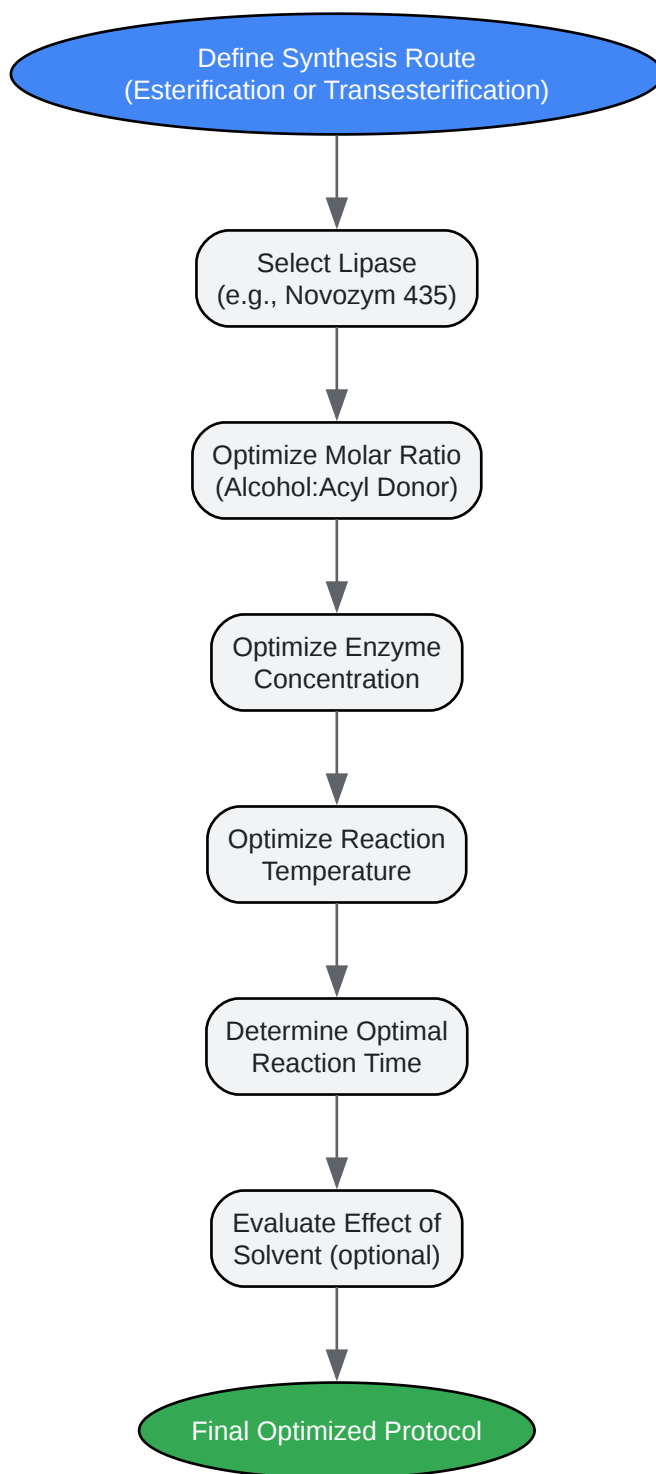 Define Synthesis Route
(Esterification or Transesterification)
Select Lipase
(e.g., Novozym 435)
Optimize Molar Ratio
(Alcohol:Acyl Donor)
Optimize Enzyme
Concentration
Optimize Reaction
Temperature
Determine Optimal
Reaction Time
Evaluate Effect of
Solvent (optional)
Final Optimized Protocol